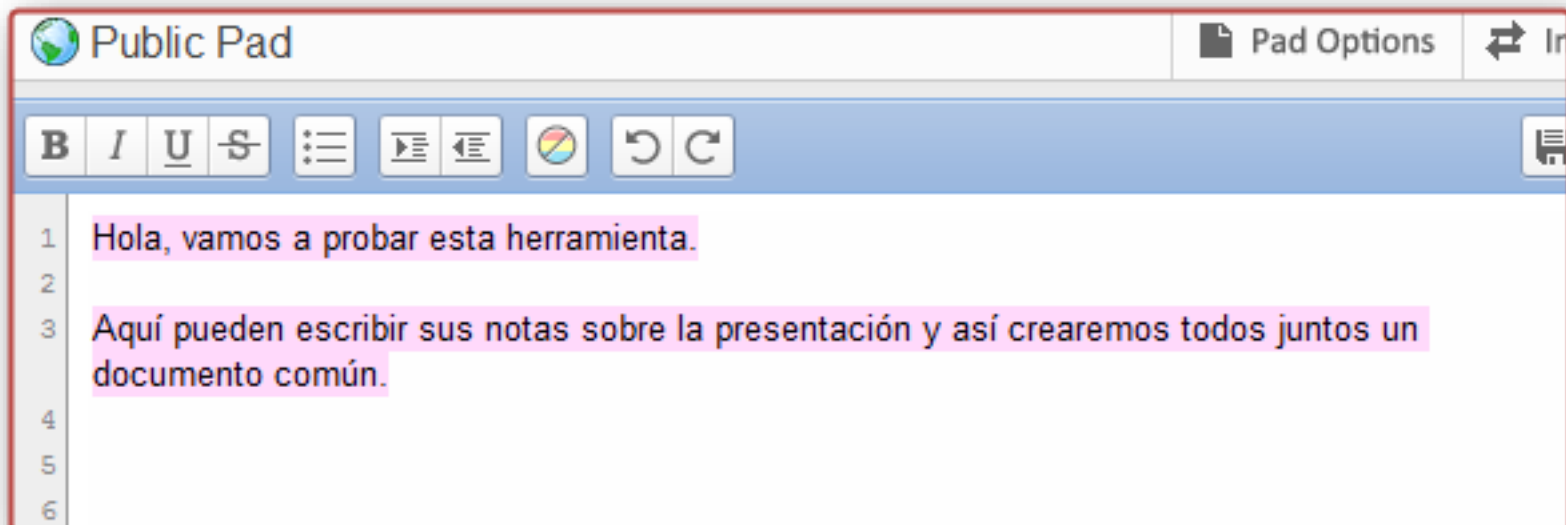 Public Pad
Pad Options
B I U S
1 Hola, vamos a probar esta herramienta.
2
3 Aquí pueden escribir sus notas sobre la presentación y así crearemos todos juntos un
documento común.
4
5
6